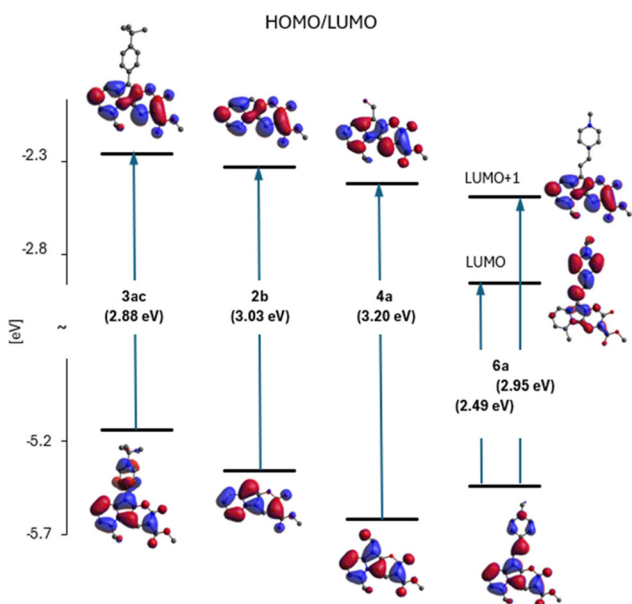 HOMO/LUMO
-2.3
LUMO+1
-2.8
LUMO
3ac
(2.88 eV)
2b
(3.03 eV)
4a
(3.20 eV)
[eV]
~
6a
(2.95 eV)
(2.49 eV)
-5.2
-5.7